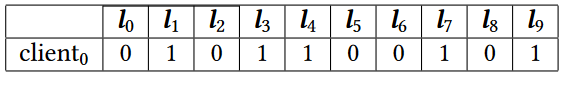 l₀ l₁ l₂ l₃ l₄ l₅ l₆ l₇ l₈ l₉
client₀ 0 1 0 1 1 0 0 1 0 1